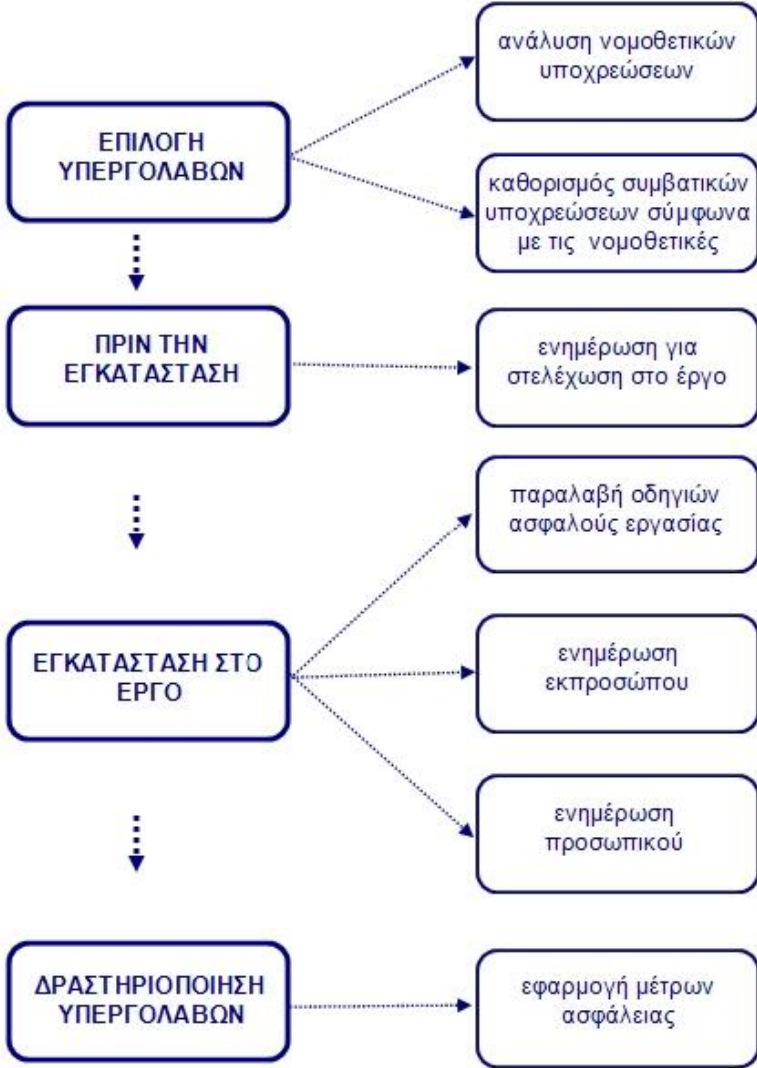 ΕΠΙΛΟΓΗ
ΥΠΕΡΓΟΛΑΒΩΝ
ανάλυση νομοθετικών
υποχρεώσεων
καθορισμός συμβατικών
υποχρεώσεων σύμφωνα
με τις νομοθετικές
ΠΡΙΝ ΤΗΝ
ΕΓΚΑΤΑΣΤΑΣΗ
ενημέρωση για
στελέχωση στο έργο
ΕΓΚΑΤΑΣΤΑΣΗ ΣΤΟ
ΕΡΓΟ
παραλαβή οδηγιών
ασφαλούς εργασίας
ενημέρωση
εκπροσώπου
ενημέρωση
προσωπικού
ΔΡΑΣΤΗΡΙΟΠΟΙΗΣΗ
ΥΠΕΡΓΟΛΑΒΩΝ
εφαρμογή μέτρων
ασφάλειας